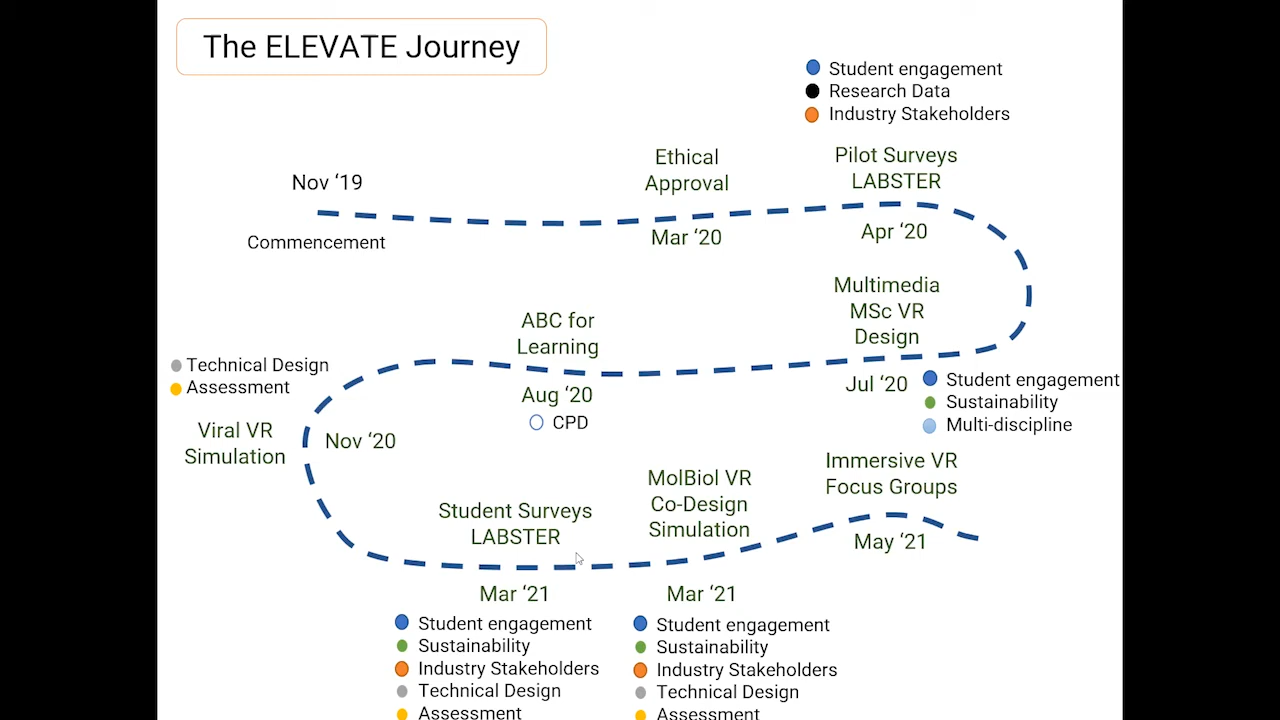 The ELEVATE Journey
Student engagement
Research Data
Industry Stakeholders
Nov ‘19
Commencement
Ethical
Approval
Mar ‘20
Pilot Surveys
LABSTER
Apr ‘20
Multimedia
MSc VR
Design
Jul ‘20
Student engagement
Sustainability
Multi-discipline
ABC for
Learning
Aug ‘20
CPD
Technical Design
Assessment
Viral VR
Simulation
Nov ‘20
Student Surveys
LABSTER
Mar ‘21
Student engagement
Sustainability
Industry Stakeholders
Technical Design
Assessment
MolBiol VR
Co-Design
Simulation
Mar ‘21
Student engagement
Sustainability
Industry Stakeholders
Technical Design
Assessment
Immersive VR
Focus Groups
May ‘21